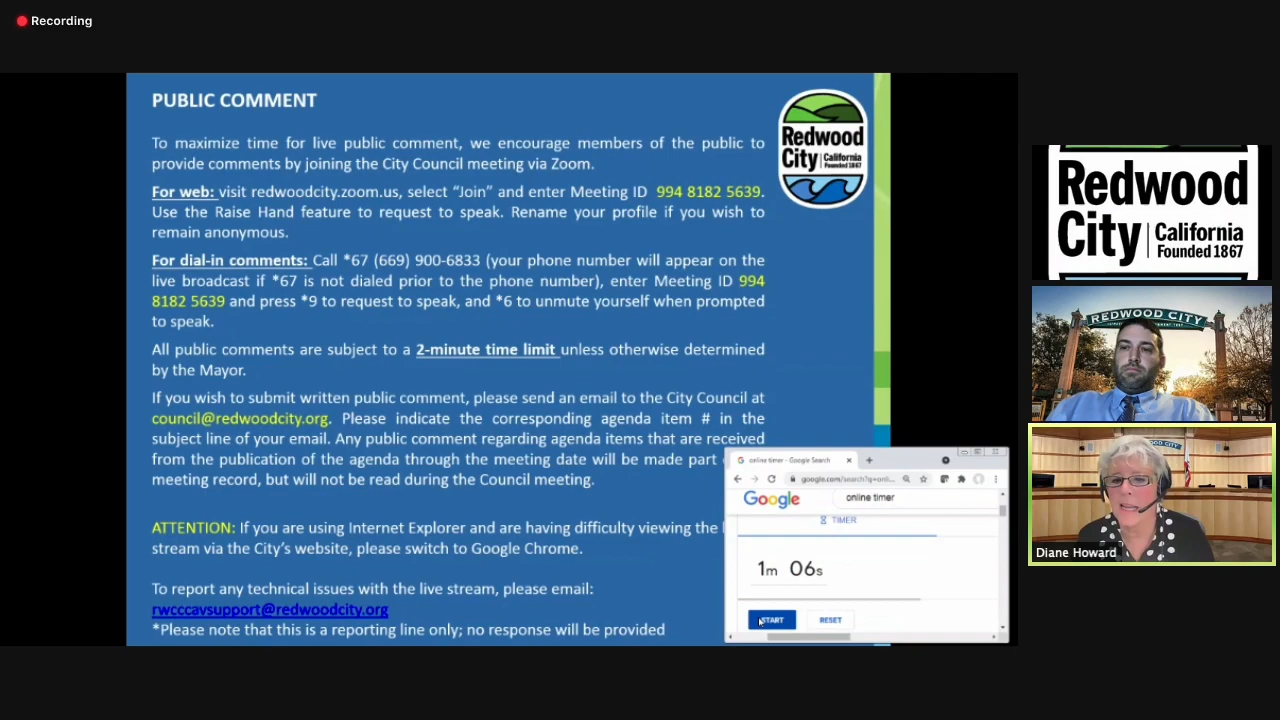 Recording
PUBLIC COMMENT
To maximize time for live public comment, we encourage members of the public to
provide comments by joining the City Council meeting via Zoom.
For web: visit redwoodcity.zoom.us, select “Join” and enter Meeting ID 994 8182 5639.
Use the Raise Hand feature to request to speak. Rename your profile if you wish to
remain anonymous.
For dial-in comments: Call *67 (669) 900-6833 (your phone number will appear on the
live broadcast if *67 is not dialed prior to the phone number), enter Meeting ID 994
8182 5639 and press *9 to request to speak, and *6 to unmute yourself when prompted
to speak.
All public comments are subject to a 2-minute time limit unless otherwise determined
by the Mayor.
If you wish to submit written public comment, please send an email to the City Council at
council@redwoodcity.org. Please indicate the corresponding agenda item # in the
subject line of your email. Any public comment regarding agenda items that are received
from the publication of the agenda through the meeting date will be made part
meeting record, but will not be read during the Council meeting.
ATTENTION: If you are using Internet Explorer and are having difficulty viewing the
stream via the City’s website, please switch to Google Chrome.
To report any technical issues with the live stream, please email:
rwcccavsupport@redwoodcity.org
*Please note that this is a reporting line only; no response will be provided
Redwood
City California
Founded 1867
online timer - Google Search
google.com/search?q=onl...
Google online timer
TIMER
1m 06s
START RESET
Redwood
City California
Founded 1867
REDWOOD CITY
Diane Howard